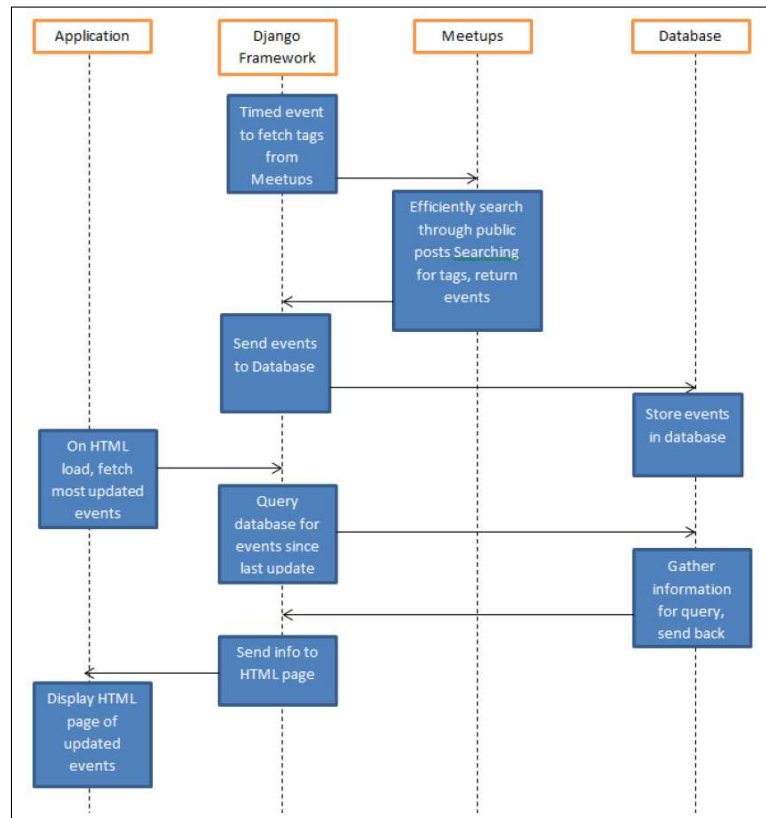 Application
Django
Framework
Meetups
Database
Timed event
to fetch tags
from
Meetups
Efficiently search
through public
posts Searching
for tags, return
events
Send events
to Database
Store events
in database
On HTML
load, fetch
most updated
events
Query
database for
events since
last update
Gather
information
for query,
send back
Send info to
HTML page
Display HTML
page of
updated
events